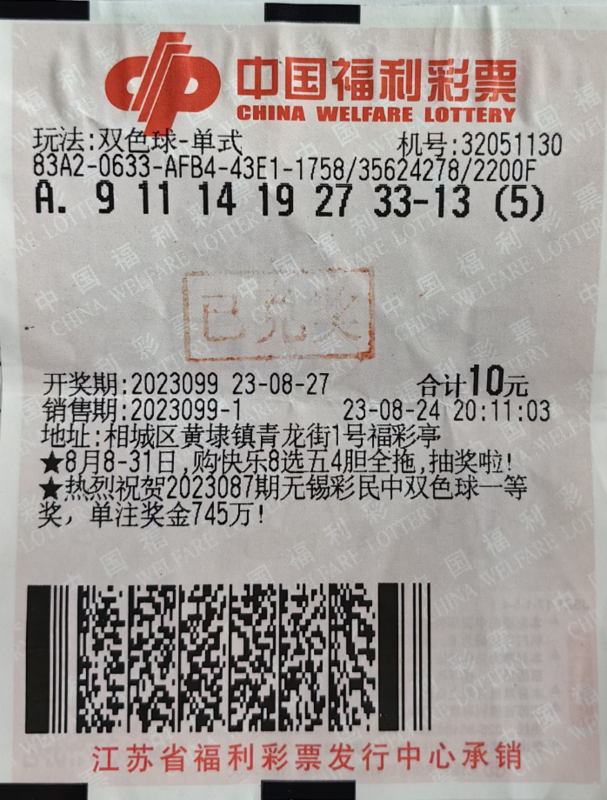 中国福利彩票
CHINA WELFARE LOTTERY
玩法:双色球-单式 机号:32051130
83A2-0633-AFB4-43E1-1758/35624278/2200F
A. 9 11 14 19 27 33-13 (5)
已兑奖
开奖期:2023099 23-08-27 合计10元
销售期:2023099-1 23-08-24 20:11:03
地址:相城区黄埭镇青龙街1号福彩亭
★8月8-31日,购快乐8选五4胆全拖,抽奖啦!
★热烈祝贺2023087期无锡彩民中双色球一等
奖，单注奖金745万!
江苏省福利彩票发行中心承销